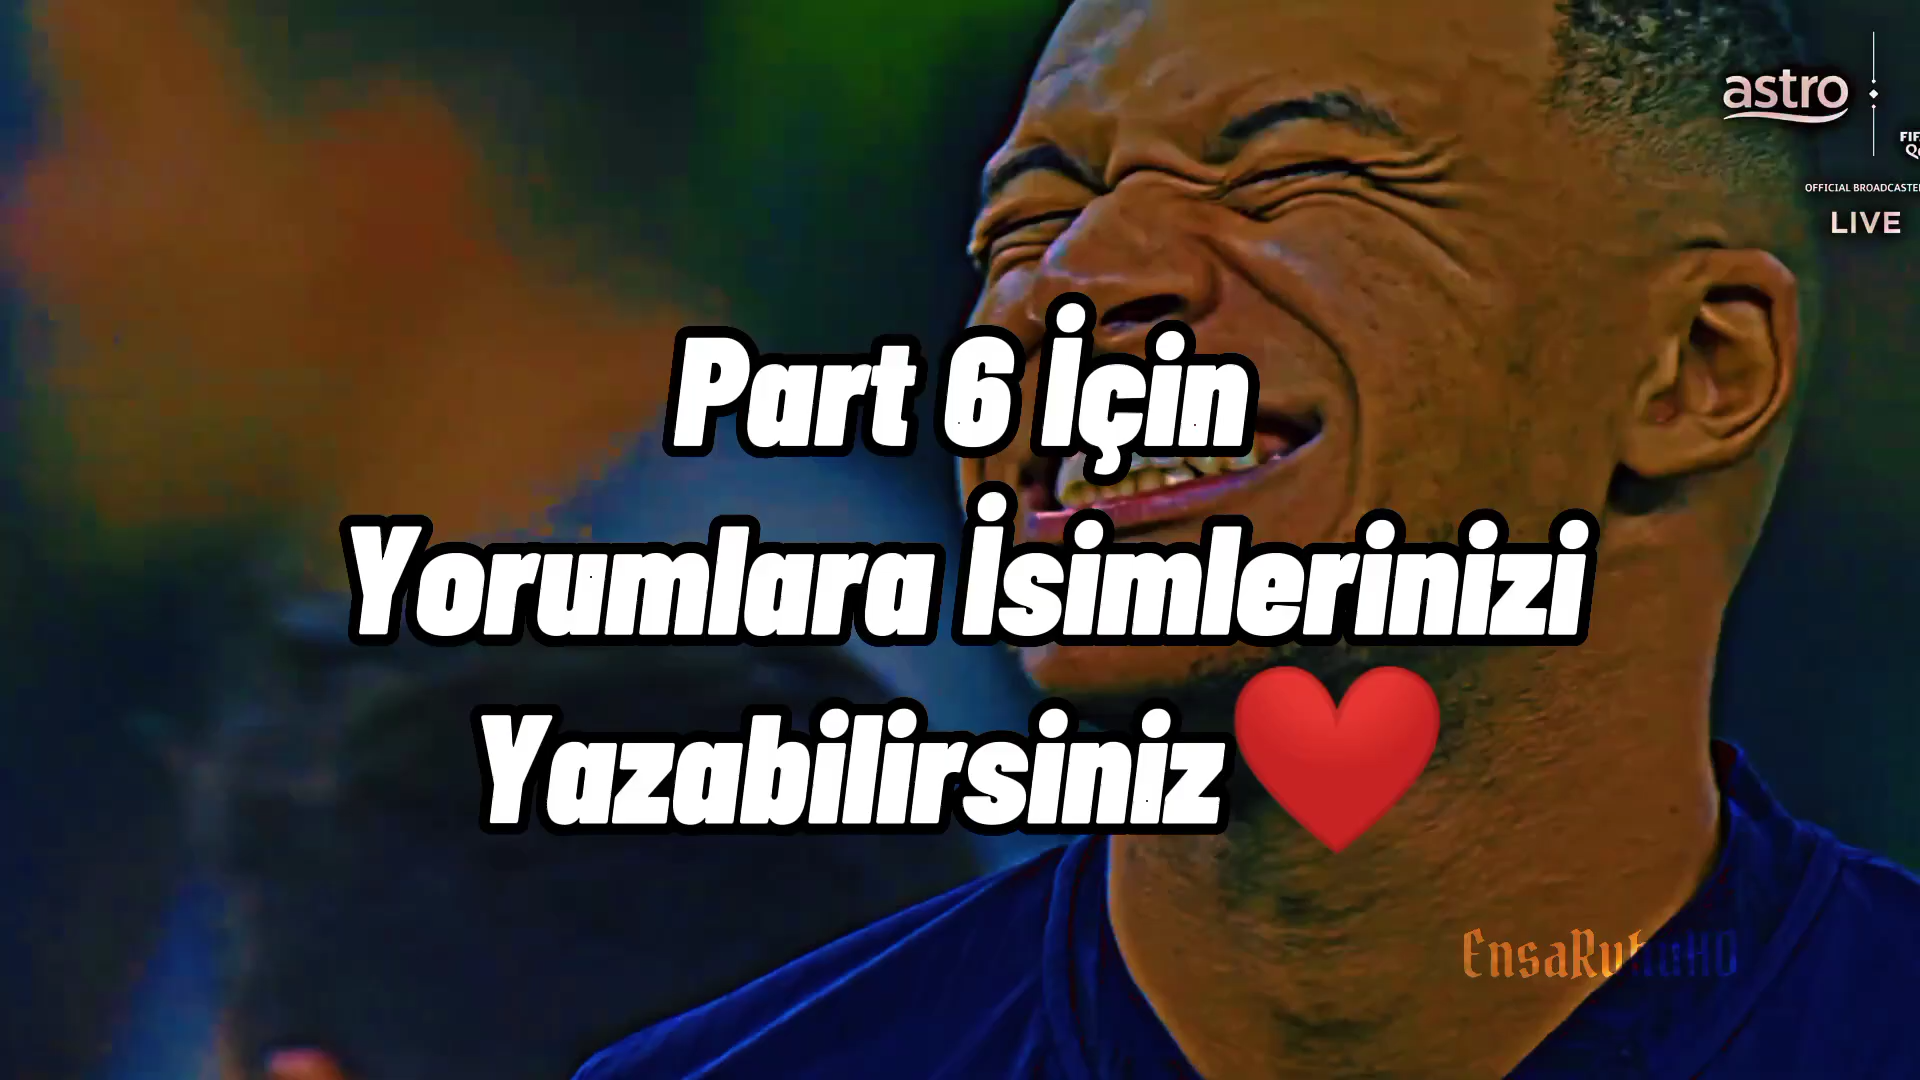 astro
OFFICIAL BROADCASTER
LIVE
Part 6 İçin
Yorumlara İsimlerinizi
Yazabilirsiniz